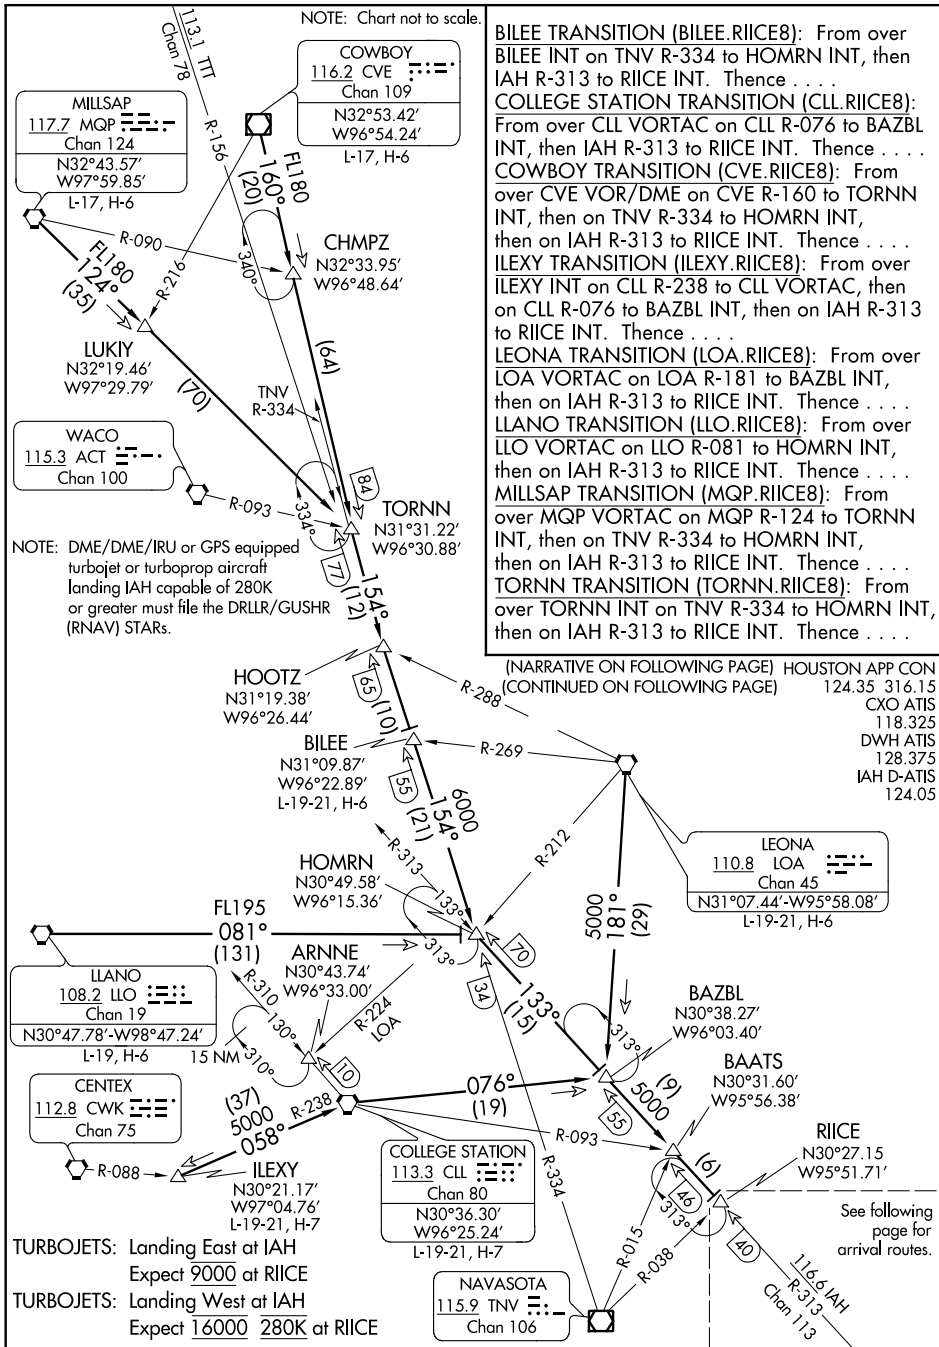 NOTE: Chart not to scale.
113.1 TTT
Chan 78
R-156
COWBOY
116.2 CVE
Chan 109
N32°53.42′
W96°54.24′
L-17, H-6
MILLSAP
117.7 MQP
Chan 124
N32°43.57′
W97°59.85′
L-17, H-6
FL180
160°
(20)
R-090
R-216
340°
CHMPZ
N32°33.95′
W96°48.64′
FL180
124°
(35)
LUKIY
N32°19.46′
W97°29.79′
(70)
(64)
TNV
R-334
WACO
115.3 ACT
Chan 100
R-093
334°
84
TORNN
N31°31.22′
W96°30.88′
77
NOTE: DME/DME/IRU or GPS equipped
turbojet or turboprop aircraft
landing IAH capable of 280K
or greater must file the DRLLR/GUSHR
(RNAV) STARs.
154°
(12)
HOOTZ
N31°19.38′
W96°26.44′
65
(10)
R-288
BILEE
N31°09.87′
W96°22.89′
L-19-21, H-6
R-269
55
6000
154°
(21)
R-212
R-313
HOMRN
N30°49.58′
W96°15.36′
133°
313°
BILEE TRANSITION (BILEE.RIICE8): From over
BILEE INT on TNV R-334 to HOMRN INT, then
IAH R-313 to RIICE INT. Thence . . . .
COLLEGE STATION TRANSITION (CLL.RIICE8):
From over CLL VORTAC on CLL R-076 to BAZBL
INT, then IAH R-313 to RIICE INT. Thence . . . .
COWBOY TRANSITION (CVE.RIICE8): From
over CVE VOR/DME on CVE R-160 to TORNN
INT, then on TNV R-334 to HOMRN INT,
then on IAH R-313 to RIICE INT. Thence . . . .
ILEXY TRANSITION (ILEXY.RIICE8): From over
ILEXY INT on CLL R-238 to CLL VORTAC, then
on CLL R-076 to BAZBL INT, then on IAH R-313
to RIICE INT. Thence . . . .
LEONA TRANSITION (LOA.RIICE8): From over
LOA VORTAC on LOA R-181 to BAZBL INT,
then on IAH R-313 to RIICE INT. Thence . . . .
LLANO TRANSITION (LLO.RIICE8): From over
LLO VORTAC on LLO R-081 to HOMRN INT,
then on IAH R-313 to RIICE INT. Thence . . . .
MILLSAP TRANSITION (MQP.RIICE8): From
over MQP VORTAC on MQP R-124 to TORNN
INT, then on TNV R-334 to HOMRN INT,
then on IAH R-313 to RIICE INT. Thence . . . .
TORNN TRANSITION (TORNN.RIICE8): From
over TORNN INT on TNV R-334 to HOMRN INT,
then on IAH R-313 to RIICE INT. Thence . . . .
(NARRATIVE ON FOLLOWING PAGE)
(CONTINUED ON FOLLOWING PAGE)
HOUSTON APP CON
124.35 316.15
CXO ATIS
118.325
DWH ATIS
128.375
IAH D-ATIS
124.05
LEONA
110.8 LOA
Chan 45
N31°07.44′-W95°58.08′
L-19-21, H-6
5000
181°
(29)
FL195
081°
(131)
LLANO
108.2 LLO
Chan 19
N30°47.78′-W98°47.24′
L-19, H-6
ARNNE
N30°43.74′
W96°33.00′
R-310
130°
310°
15 NM
R-224
LOA
10
70
34
133°
(15)
BAZBL
N30°38.27′
W96°03.40′
313°
CENTEX
112.8 CWK
Chan 75
R-088
(37)
5000
058°
R-238
ILEXY
N30°21.17′
W97°04.76′
L-19-21, H-7
076°
(19)
COLLEGE STATION
113.3 CLL
Chan 80
N30°36.30′
W96°25.24′
L-19-21, H-7
R-093
R-334
(9)
5000
55
BAATS
N30°31.60′
W95°56.38′
(6)
46
313°
RIICE
N30°27.15
W95°51.71′
See following
page for
arrival routes.
R-015
R-038
40
116.6 IAH
R-313
Chan 113
NAVASOTA
115.9 TNV
Chan 106
TURBOJETS: Landing East at IAH
Expect 9000 at RIICE
TURBOJETS: Landing West at IAH
Expect 16000 280K at RIICE